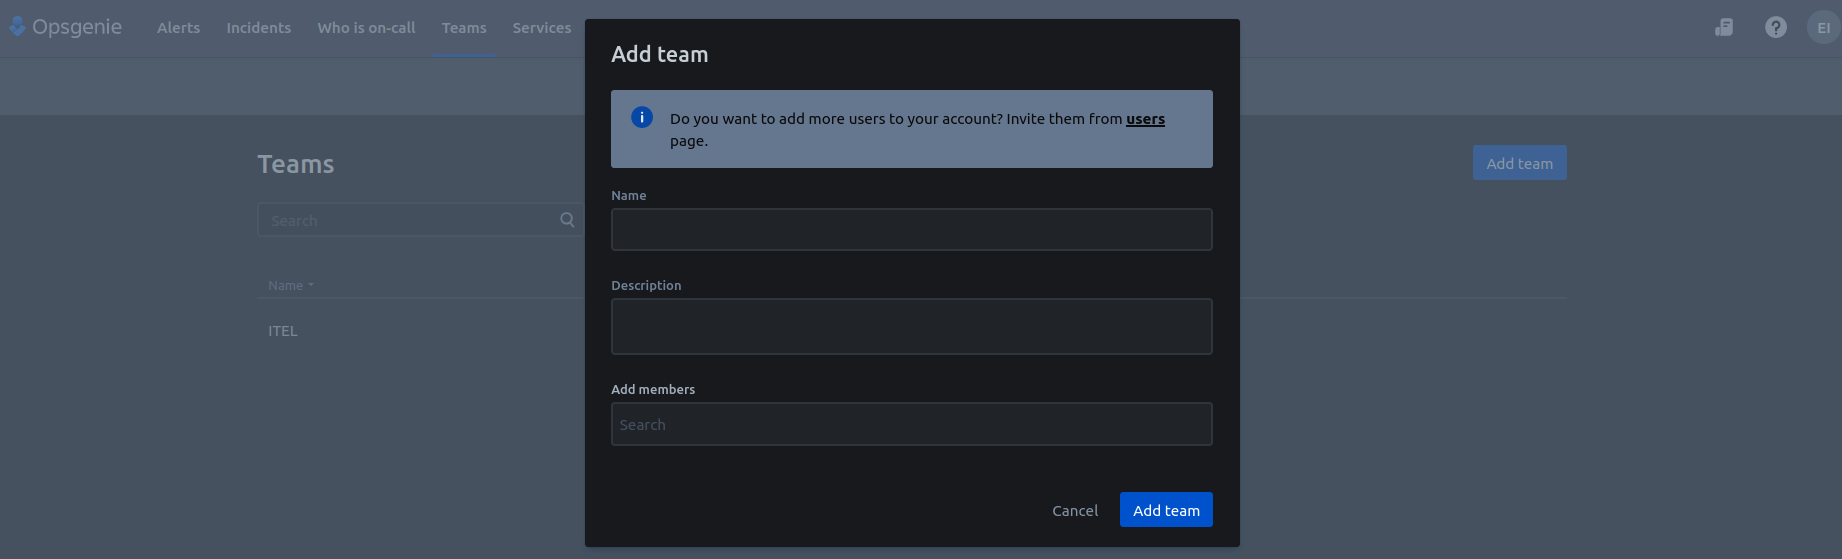 Opsgenie Alerts Incidents Who is on-call Teams Services EI
Add team
Do you want to add more users to your account? Invite them from users
page.
Teams
Add team
Search
Name
Name
ITEL
Description
Add members
Search
Cancel Add team